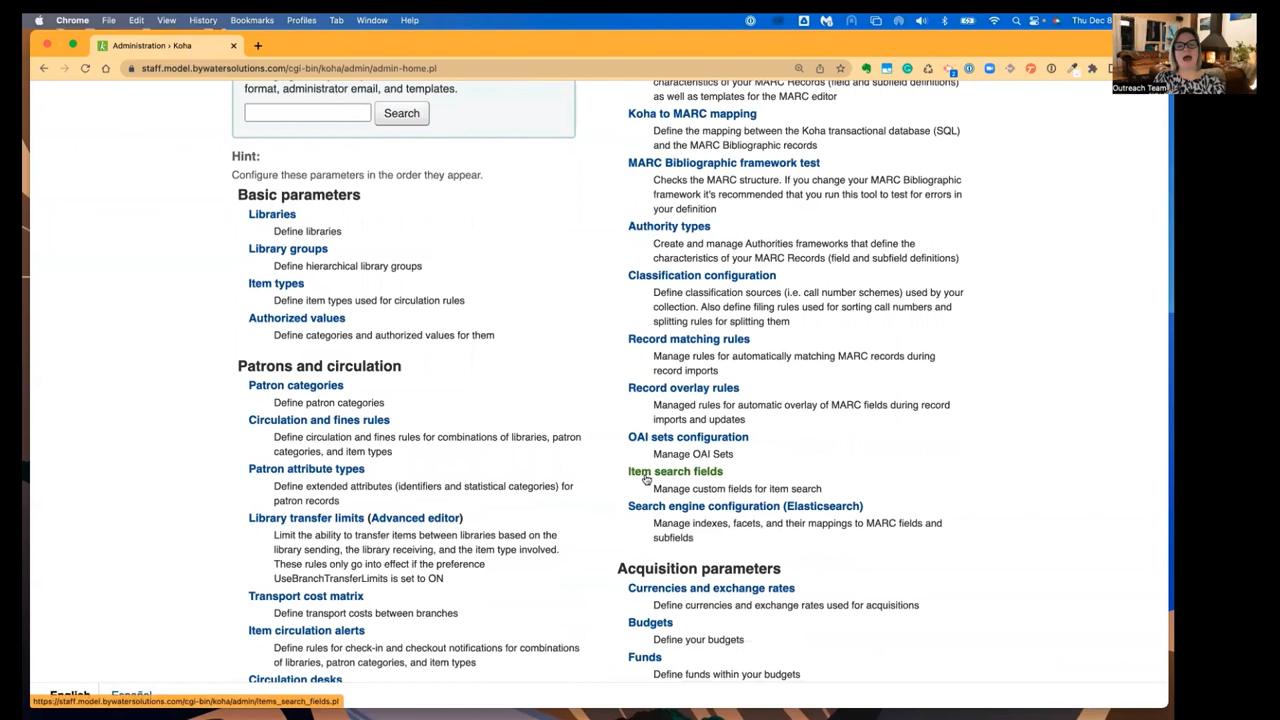 Chrome File Edit View History Bookmarks Profiles Tab Window Help
Thu Dec 8
Administration › Koha
staff.model.bywatersolutions.com/cgi-bin/koha/admin/admin-home.pl
Outreach Team
format, administrator email, and templates.
Search
Hint:
Configure these parameters in the order they appear.
Basic parameters
Libraries
Define libraries
Library groups
Define hierarchical library groups
Item types
Define item types used for circulation rules
Authorized values
Define categories and authorized values for them
Patrons and circulation
Patron categories
Define patron categories
Circulation and fines rules
Define circulation and fines rules for combinations of libraries, patron
categories, and item types
Patron attribute types
Define extended attributes (identifiers and statistical categories) for
patron records
Library transfer limits (Advanced editor)
Limit the ability to transfer items between libraries based on the
library sending, the library receiving, and the item type involved.
These rules only go into effect if the preference
UseBranchTransferLimits is set to ON
Transport cost matrix
Define transport costs between branches
Item circulation alerts
Define rules for check-in and checkout notifications for combinations
of libraries, patron categories, and item types
Circulation desks
characteristics of your MARC Records (field and subfield definitions)
as well as templates for the MARC editor
Koha to MARC mapping
Define the mapping between the Koha transactional database (SQL)
and the MARC Bibliographic records
MARC Bibliographic framework test
Checks the MARC structure. If you change your MARC Bibliographic
framework it's recommended that you run this tool to test for errors in
your definition
Authority types
Create and manage Authorities frameworks that define the
characteristics of your MARC Records (field and subfield definitions)
Classification configuration
Define classification sources (i.e. call number schemes) used by your
collection. Also define filing rules used for sorting call numbers and
splitting rules for splitting them
Record matching rules
Manage rules for automatically matching MARC records during
record imports
Record overlay rules
Managed rules for automatic overlay of MARC fields during record
imports and updates
OAI sets configuration
Manage OAI Sets
Item search fields
Manage custom fields for item search
Search engine configuration (Elasticsearch)
Manage indexes, facets, and their mappings to MARC fields and
subfields
Acquisition parameters
Currencies and exchange rates
Define currencies and exchange rates used for acquisitions
Budgets
Define your budgets
Funds
Define funds within your budgets
English Español
https://staff.model.bywatersolutions.com/cgi-bin/koha/admin/items_search_fields.pl